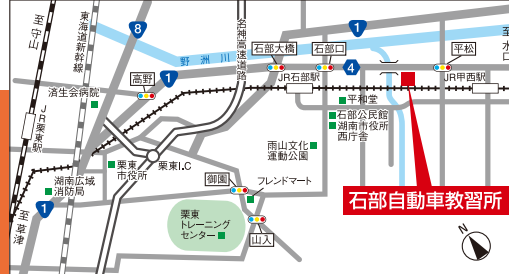 至守山
東海道新幹線
8
名神高速道路
1
至水口
野洲川
石部大橋
石部口
平松
4
済生会病院
高野
1
JR石部駅
JR甲西駅
平和堂
石部公民館
湖南市役所
西庁舎
JR栗東駅
雨山文化
運動公園
栗東
市役所
栗東I.C
湖南広域
消防局
御園
フレンドマート
石部自動車教習所
1
至草津
栗東
トレーニング
センター
山入
N